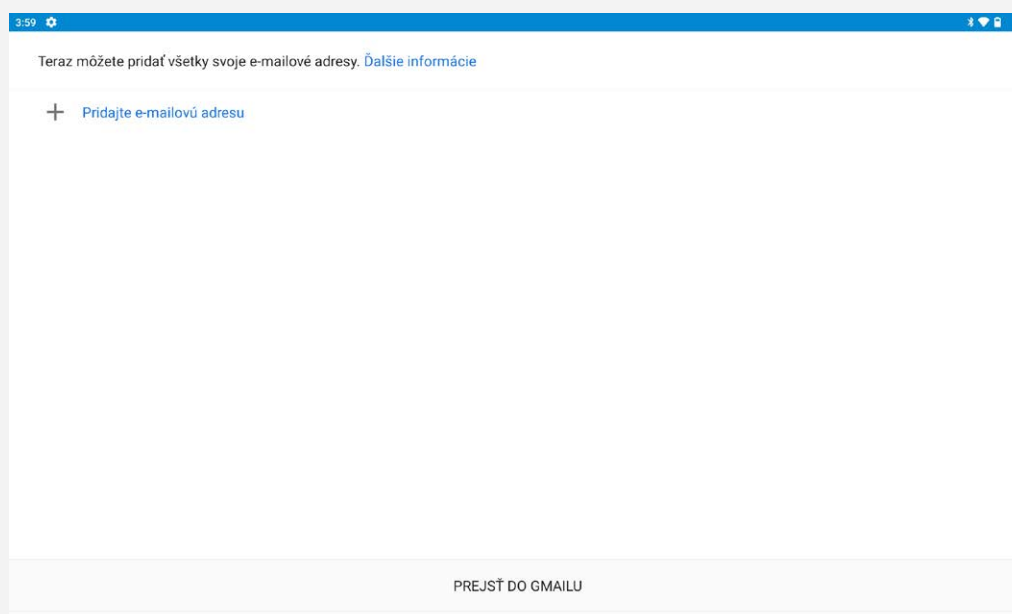 3:59
Teraz môžete pridať všetky svoje e-mailové adresy. Ďalšie informácie
Pridajte e-mailovú adresu
PREJSŤ DO GMAILU